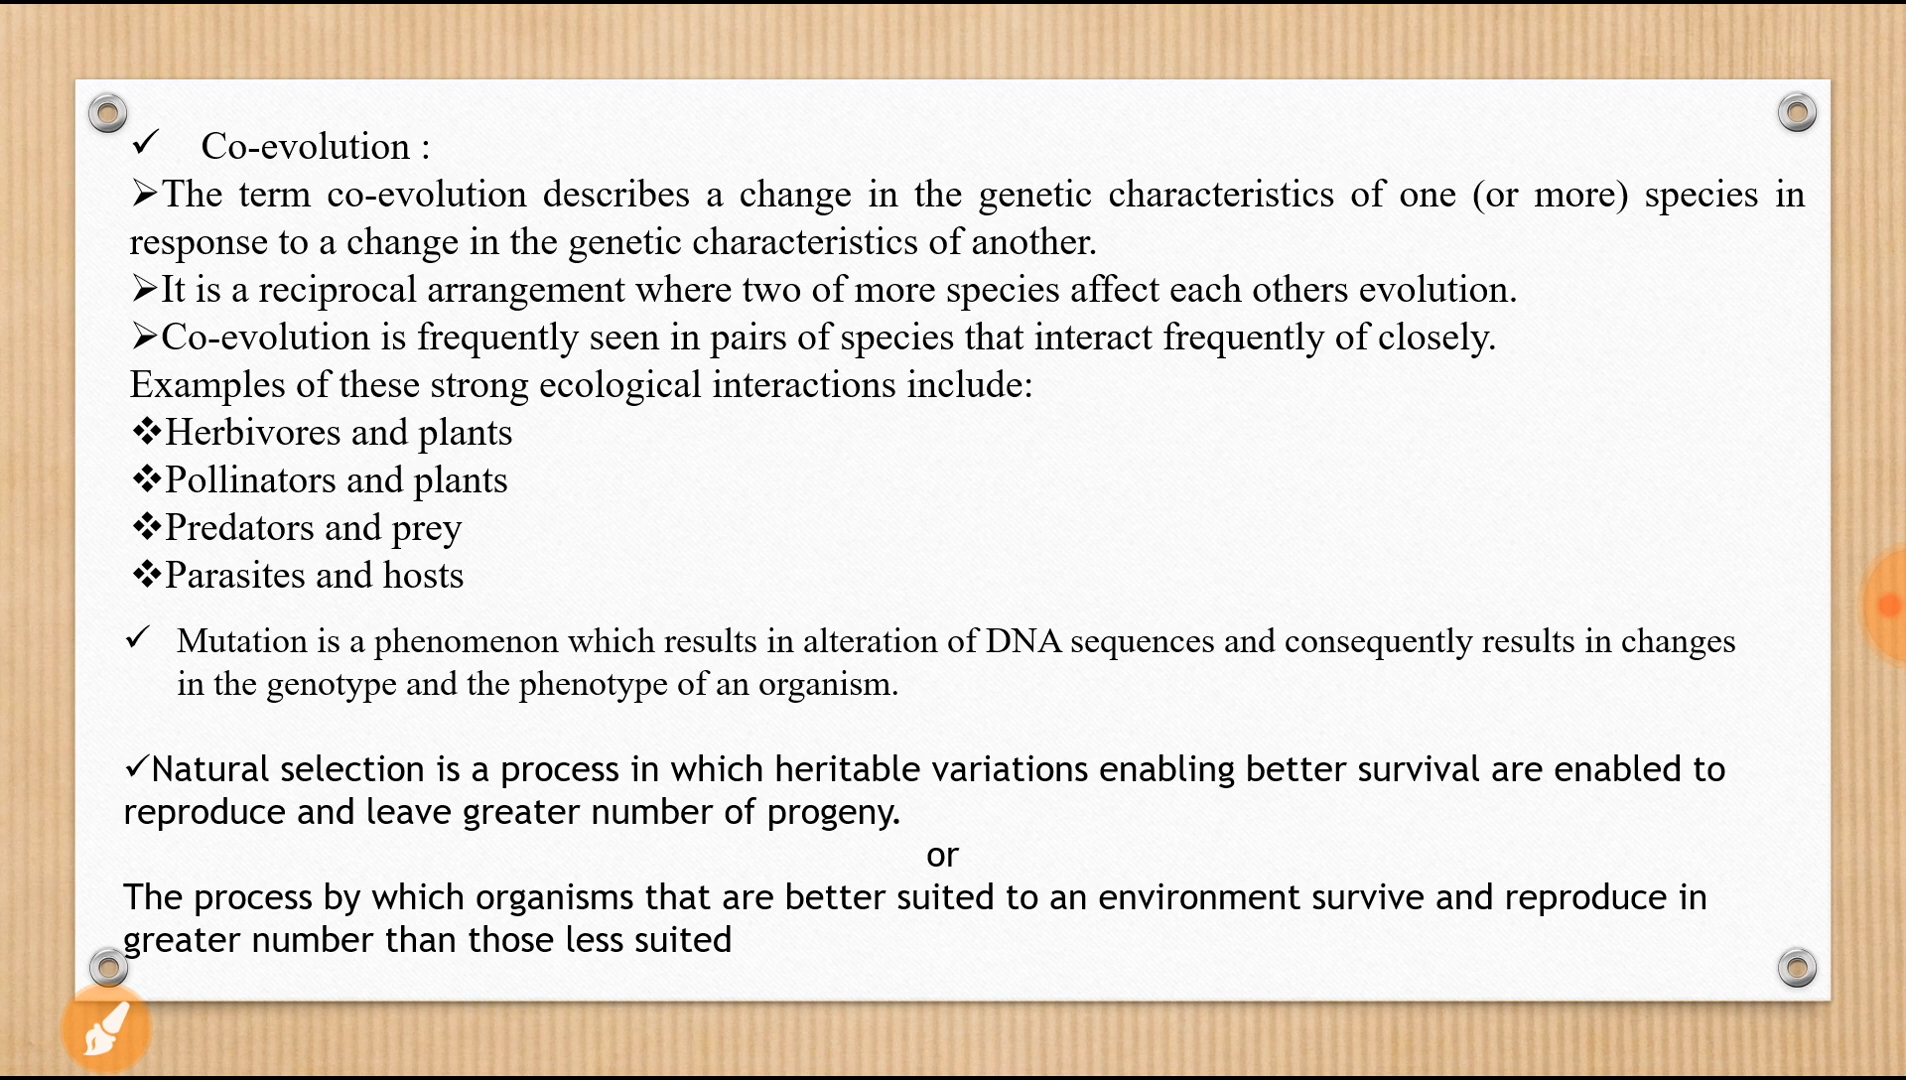 ✓ Co-evolution :
➢The term co-evolution describes a change in the genetic characteristics of one (or more) species in
response to a change in the genetic characteristics of another.
➢It is a reciprocal arrangement where two of more species affect each others evolution.
➢Co-evolution is frequently seen in pairs of species that interact frequently of closely.
Examples of these strong ecological interactions include:
❖Herbivores and plants
❖Pollinators and plants
❖Predators and prey
❖Parasites and hosts
✓ Mutation is a phenomenon which results in alteration of DNA sequences and consequently results in changes
in the genotype and the phenotype of an organism.
✓Natural selection is a process in which heritable variations enabling better survival are enabled to
reproduce and leave greater number of progeny.
or
The process by which organisms that are better suited to an environment survive and reproduce in
greater number than those less suited